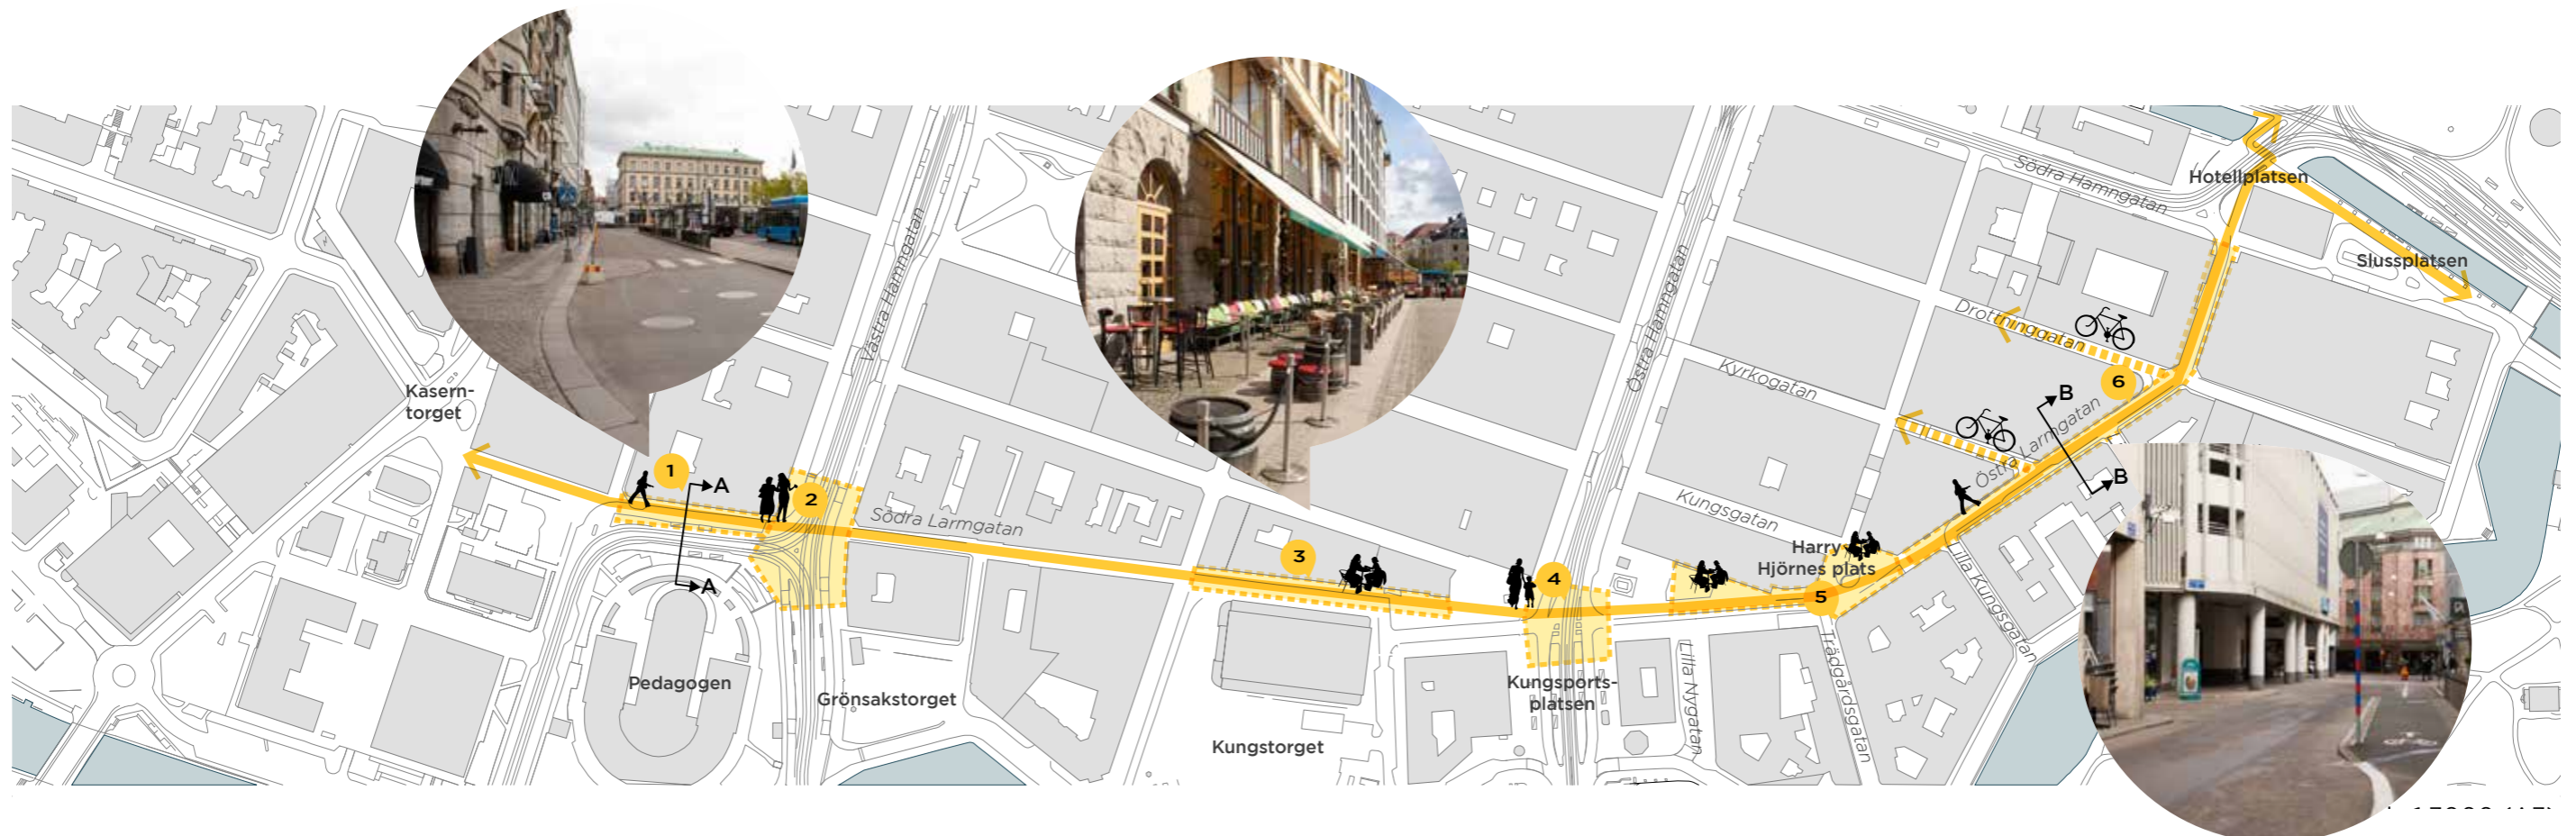 Södra Hamngatan
Hotellplatsen
Slussplatsen
Västra Hamngatan
Östra Hamngatan
Drottninggatan
Kyrkogatan
Kasern-
torget
6
B
Östra Larmgatan
B
1
A
2
Södra Larmgatan
A
Kungsgatan
3
4
Harry
Hjörnes plats
5
Lilla Kungsgatan
Pedagogen
Grönsakstorget
Kungstorget
Kungsports-
platsen
Lilla Nygatan
Trädgårdsgatan